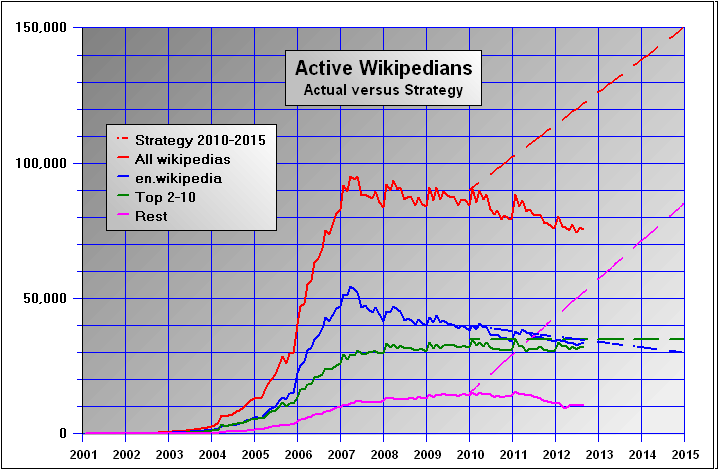 Active Wikipedians
Actual versus Strategy
150,000
100,000
50,000
0
Strategy 2010-2015
All wikipedias
en.wikipedia
Top 2-10
Rest
2001 2002 2003 2004 2005 2006 2007 2008 2009 2010 2011 2012 2013 2014 2015